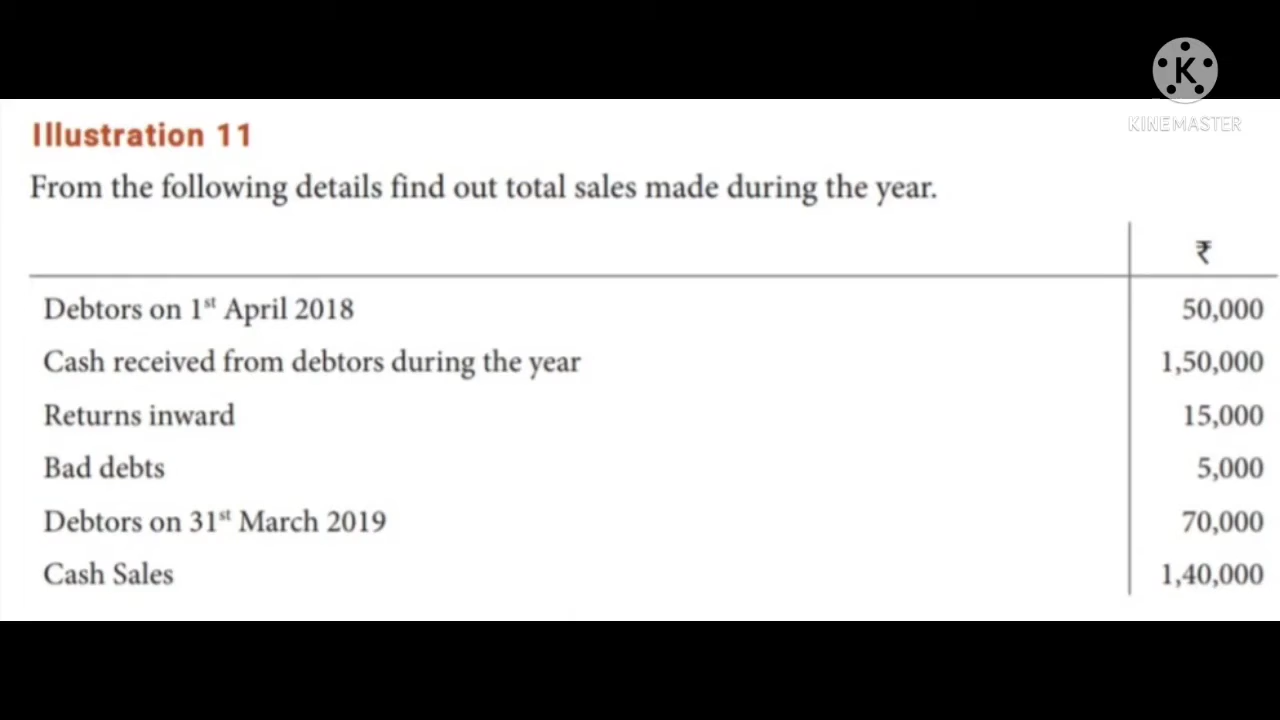 K
KINEMASTER
Illustration 11
From the following details find out total sales made during the year.
₹
Debtors on 1st April 2018 50,000
Cash received from debtors during the year 1,50,000
Returns inward 15,000
Bad debts 5,000
Debtors on 31st March 2019 70,000
Cash Sales 1,40,000